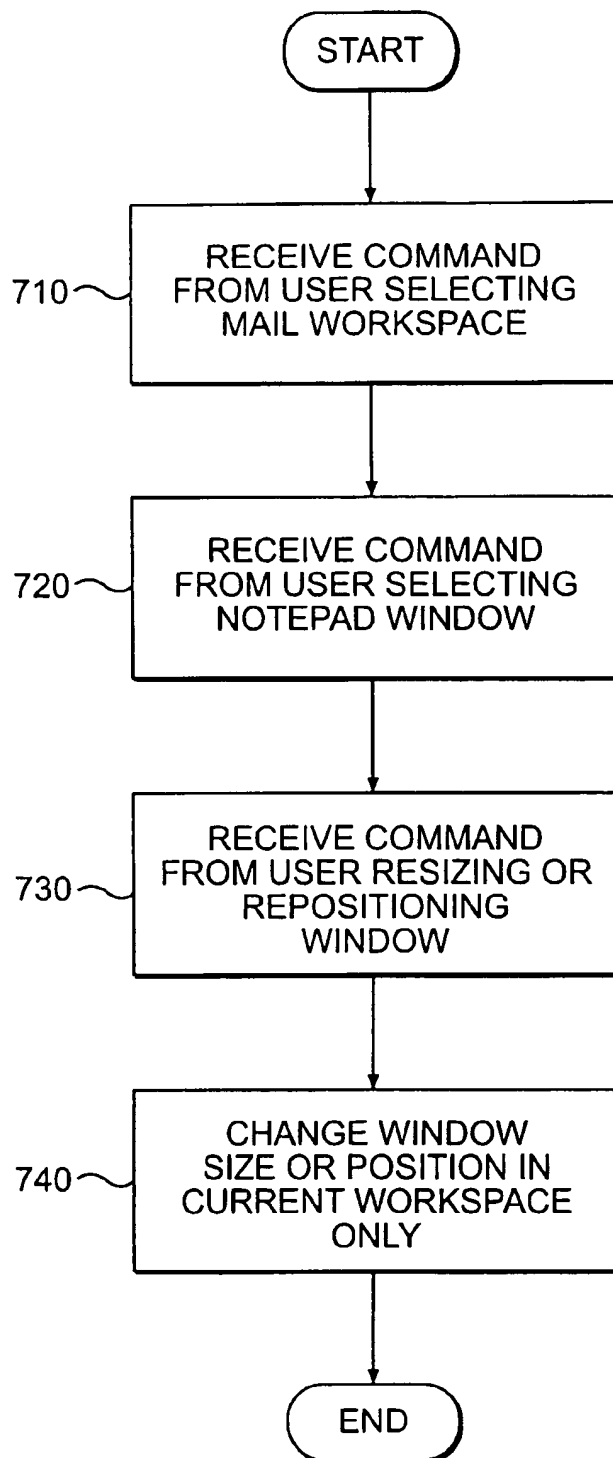 START
710
RECEIVE COMMAND
FROM USER SELECTING
MAIL WORKSPACE
720
RECEIVE COMMAND
FROM USER SELECTING
NOTEPAD WINDOW
730
RECEIVE COMMAND
FROM USER RESIZING OR
REPOSITIONING
WINDOW
740
CHANGE WINDOW
SIZE OR POSITION IN
CURRENT WORKSPACE
ONLY
END